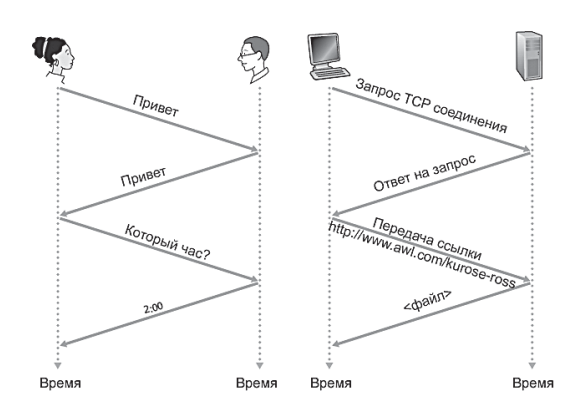 Привет
Привет
Который час?
2:00
Время
Время
Запрос TCP соединения
Ответ на запрос
Передача ссылки
http://www.awl.com/kurose-ross
<файл>
Время
Время